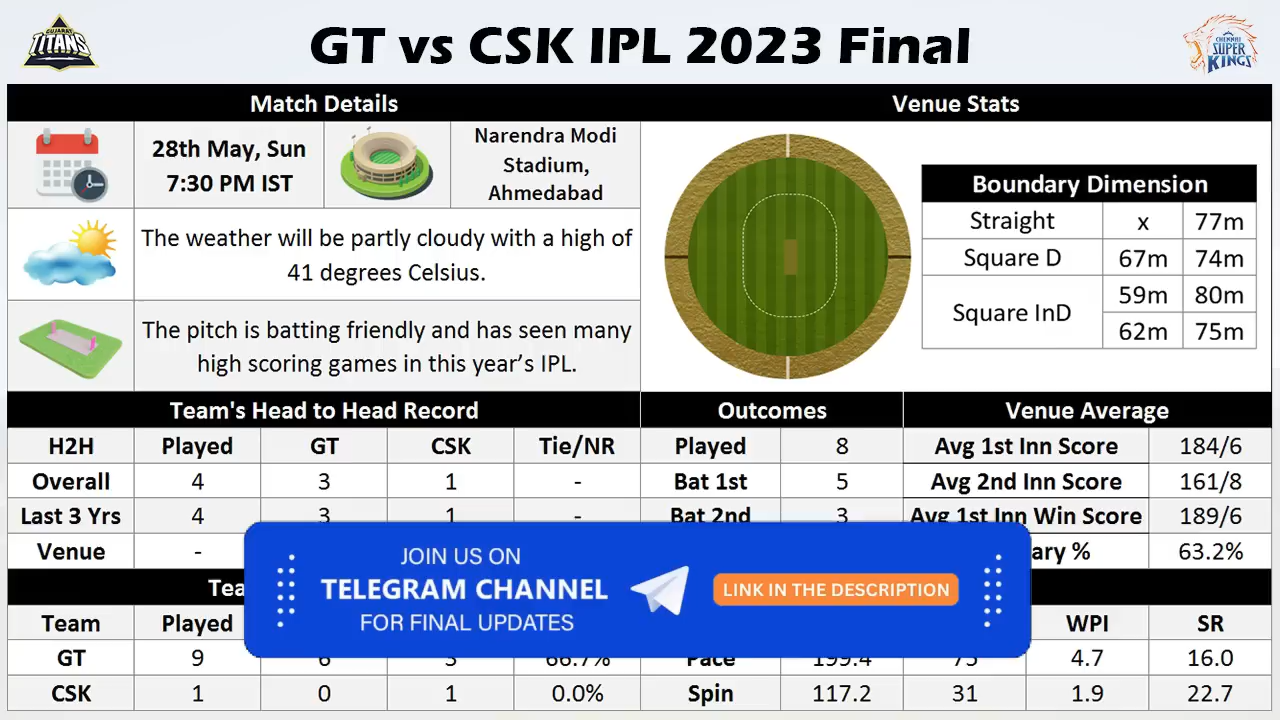 GUJARAT
TITANS
GT vs CSK IPL 2023 Final
CHENNAI
SUPER
KINGS
Match Details
28th May, Sun
7:30 PM IST
Narendra Modi
Stadium,
Ahmedabad
The weather will be partly cloudy with a high of
41 degrees Celsius.
The pitch is batting friendly and has seen many
high scoring games in this year’s IPL.
Venue Stats
Boundary Dimension
Straight x 77m
Square D 67m 74m
Square InD 59m 80m
62m 75m
Team's Head to Head Record
H2H Played GT CSK Tie/NR
Overall 4 3 1 -
Last 3 Yrs 4 3 1 -
Venue -
Outcomes
Played 8
Bat 1st 5
Bat 2nd 3
Venue Average
Avg 1st Inn Score 184/6
Avg 2nd Inn Score 161/8
Avg 1st Inn Win Score 189/6
% 63.2%
JOIN US ON
TELEGRAM CHANNEL
FOR FINAL UPDATES
LINK IN THE DESCRIPTION
Team Played
GT 9 6 3 66.7%
CSK 1 0 1 0.0%
WPI SR
Pace 199.4 75 4.7 16.0
Spin 117.2 31 1.9 22.7